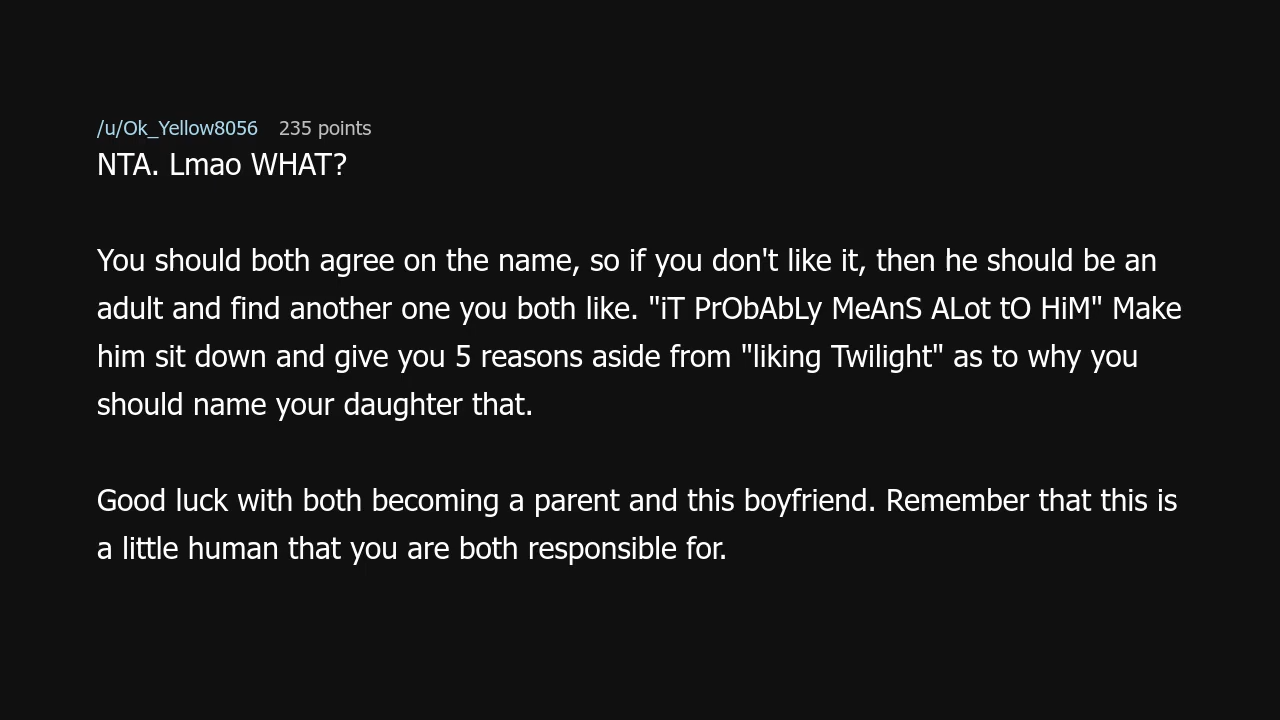 /u/Ok_Yellow8056 235 points
NTA. Lmao WHAT?
You should both agree on the name, so if you don't like it, then he should be an
adult and find another one you both like. "iT PrObAbLy MeAnS ALot tO HiM" Make
him sit down and give you 5 reasons aside from "liking Twilight" as to why you
should name your daughter that.
Good luck with both becoming a parent and this boyfriend. Remember that this is
a little human that you are both responsible for.